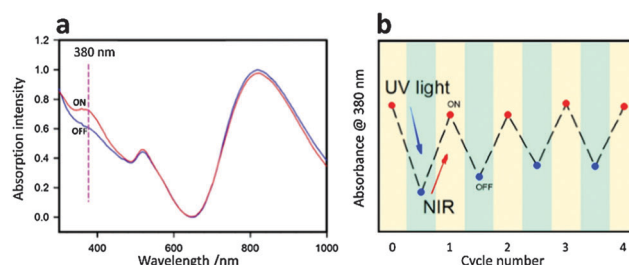 a
380 nm
1.2
1.0
0.8
0.6
0.4
0.2
0.0
ON
OFF
400
600
800
1000
Wavelength /nm
Absorption intensity
b
UV light
ON
OFF
NIR
0
1
2
3
4
Cycle number
Absorbance @ 380 nm